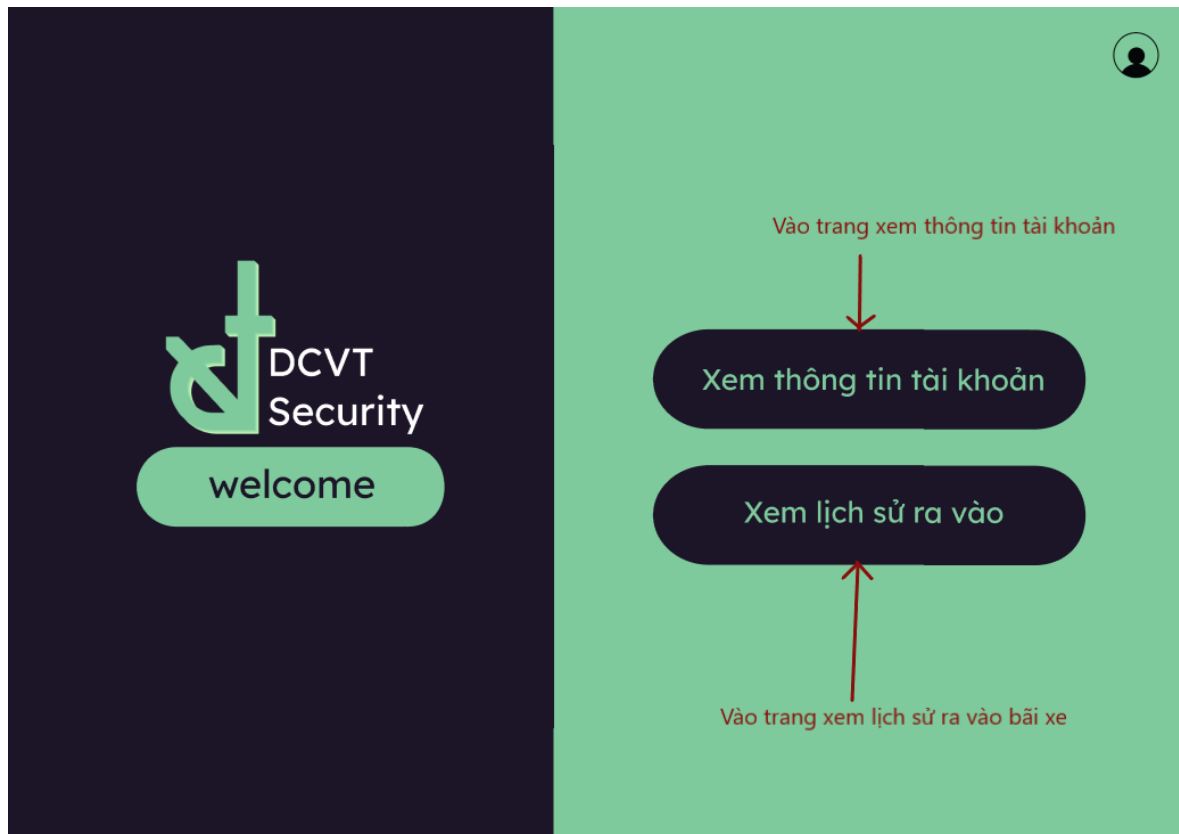 DCVT
Security
welcome
Vào trang xem thông tin tài khoản
Xem thông tin tài khoản
Xem lịch sử ra vào
Vào trang xem lịch sử ra vào bãi xe